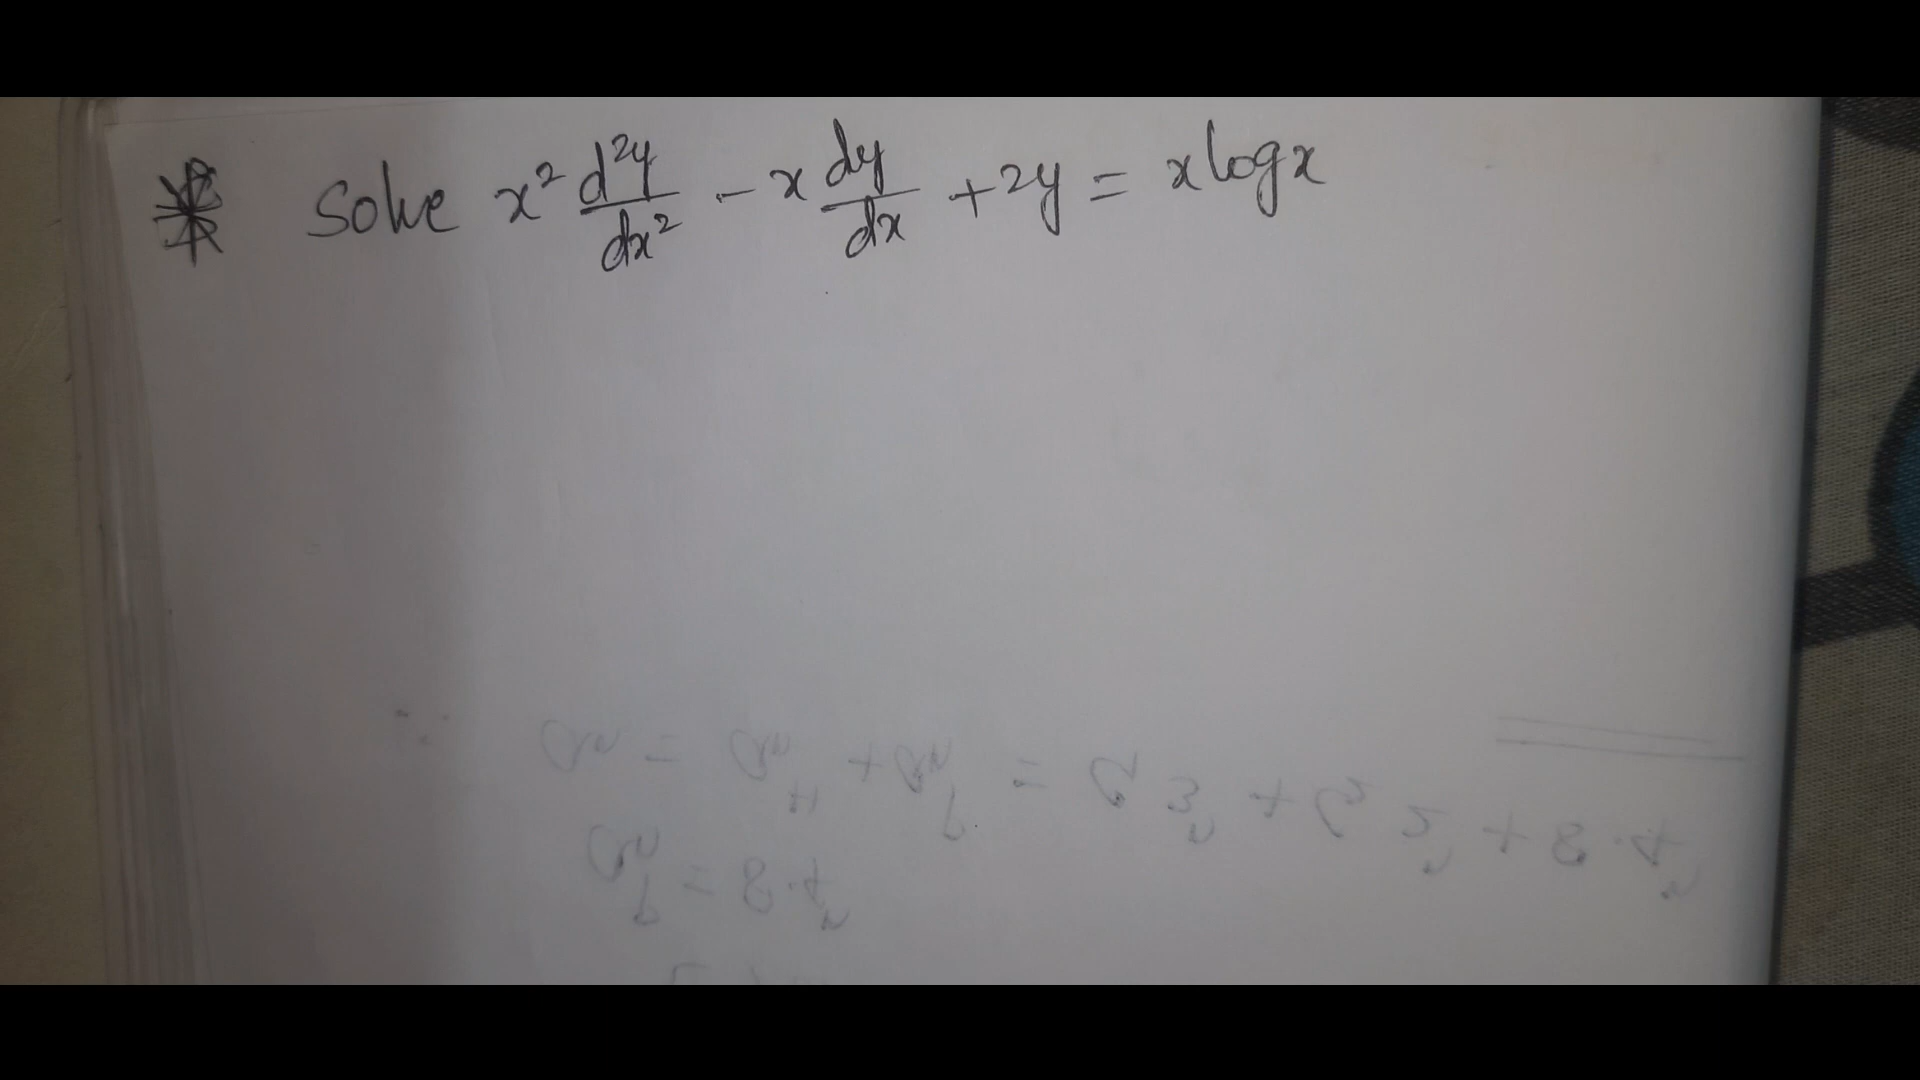 * Solve x² d²y/dx² - x dy/dx + 2y = x log x